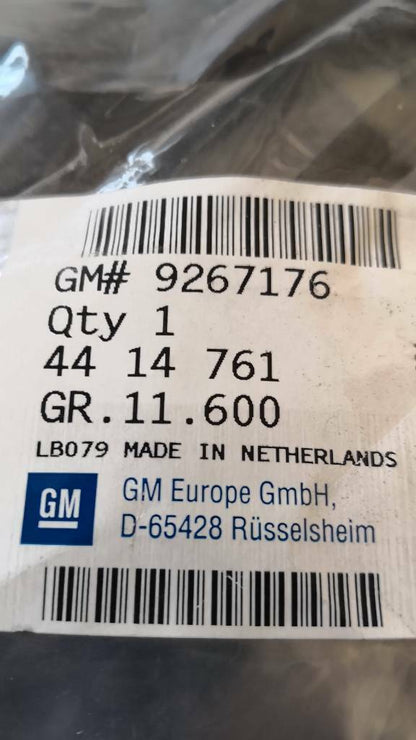 GM# 9267176
Qty 1
44 14 761
GR.11.600
LB079 MADE IN NETHERLANDS
GM
GM Europe GmbH,
D-65428 Rüsselsheim